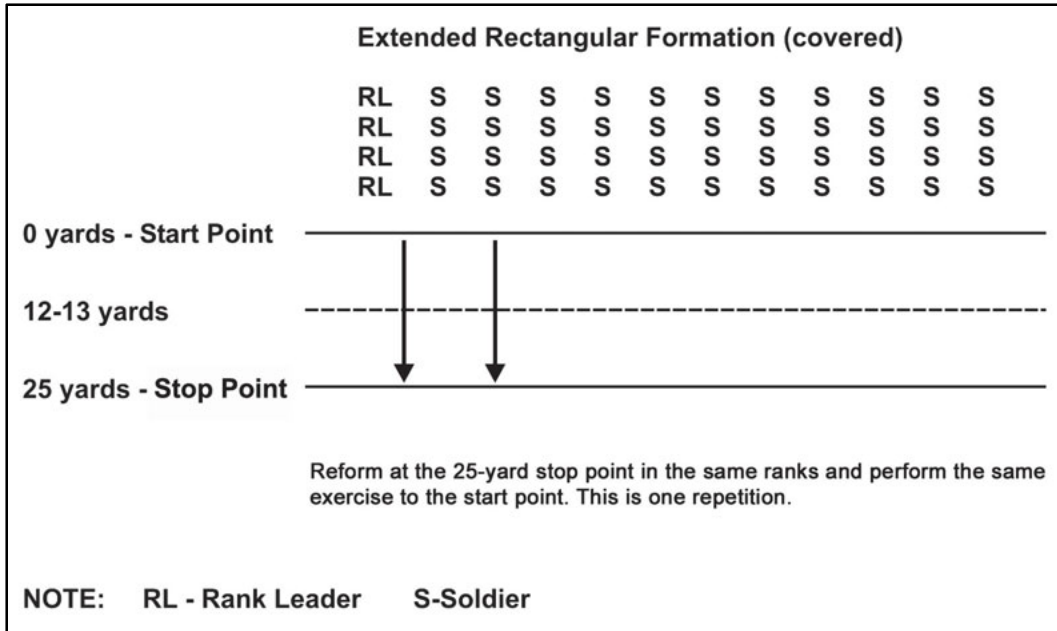 Extended Rectangular Formation (covered)
RL S S S S S S S S S S S
RL S S S S S S S S S S S
RL S S S S S S S S S S S
RL S S S S S S S S S S S
0 yards - Start Point
12-13 yards
25 yards - Stop Point
Reform at the 25-yard stop point in the same ranks and perform the same
exercise to the start point. This is one repetition.
NOTE: RL - Rank Leader S-Soldier